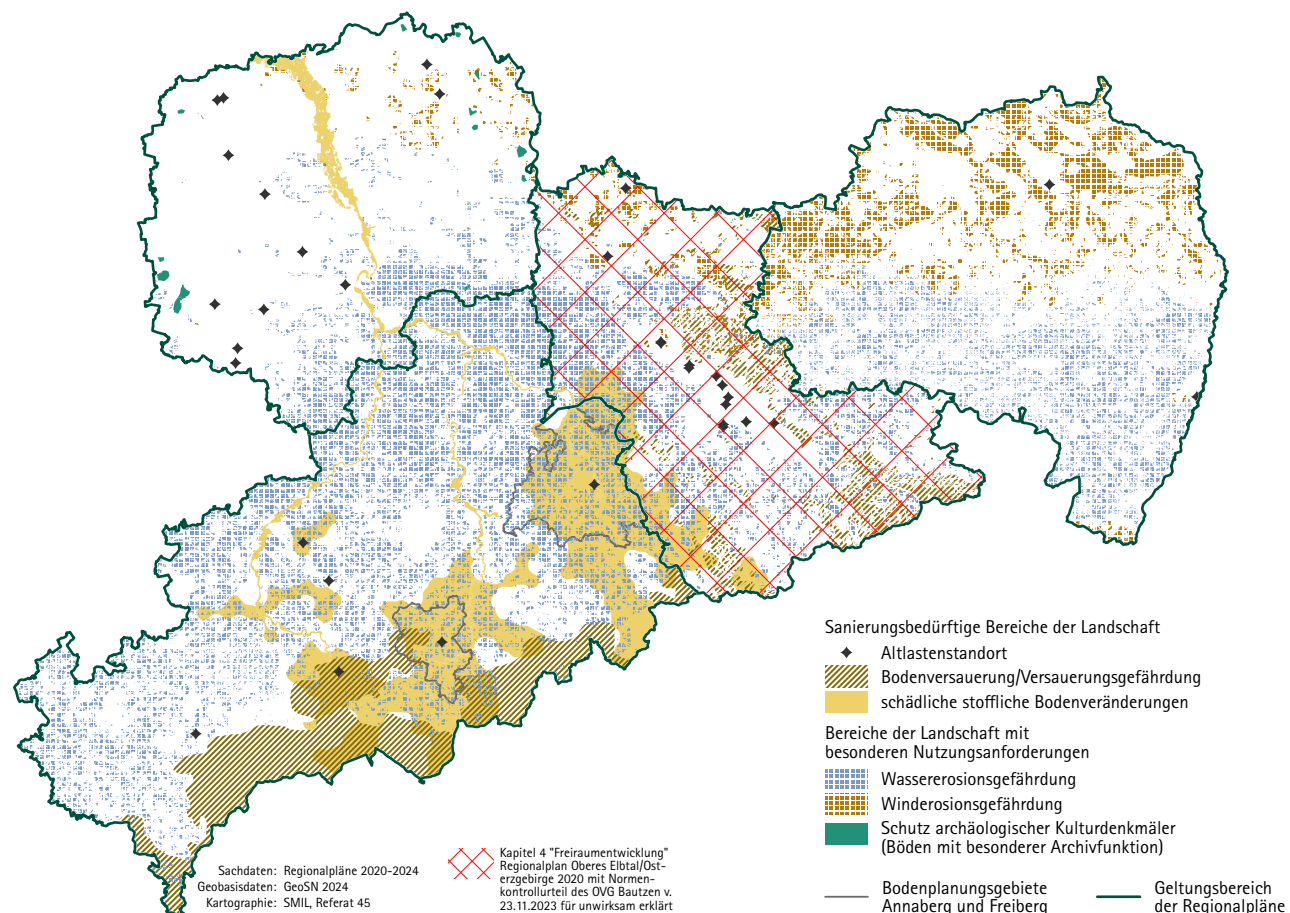 Sanierungsbedürftige Bereiche der Landschaft
Altlastenstandort
Bodenversauerung/Versauerungsgefährdung
schädliche stoffliche Bodenveränderungen
Bereiche der Landschaft mit
besonderen Nutzungsanforderungen
Wassererosionsgefährdung
Winderosionsgefährdung
Schutz archäologischer Kulturdenkmäler
(Böden mit besonderer Archivfunktion)
Bodenplanungsgebiete
Annaberg und Freiberg
Geltungsbereich
der Regionalpläne
Kapitel 4 "Freiraumentwicklung"
Regionalplan Oberes Elbtal/Ost-
erzgebirge 2020 mit Normen-
kontrollurteil des OVG Bautzen v.
23.11.2023 für unwirksam erklärt
Sachdaten: Regionalpläne 2020-2024
Geobasisdaten: GeoSN 2024
Kartographie: SMIL, Referat 45